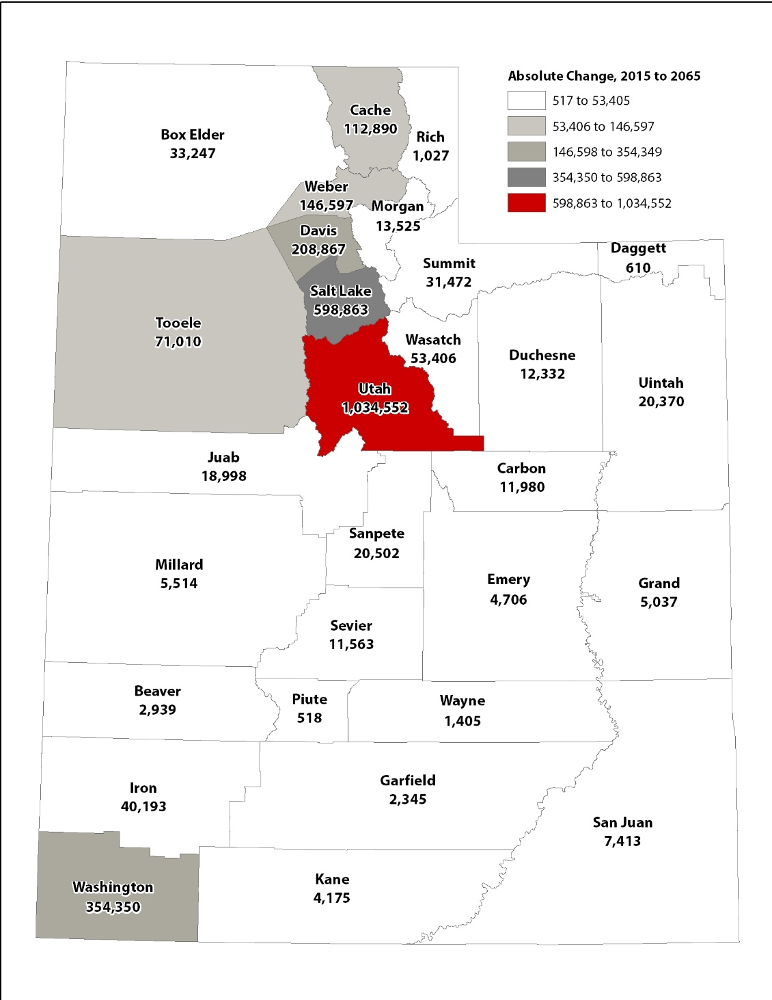 Absolute Change, 2015 to 2065
517 to 53,405
53,406 to 146,597
146,598 to 354,349
354,350 to 598,863
598,863 to 1,034,552
Cache
112,890
Box Elder
33,247
Rich
1,027
Weber
146,597
Morgan
13,525
Davis
208,867
Daggett
610
Summit
31,472
Salt Lake
598,863
Tooele
71,010
Wasatch
53,406
Duchesne
12,332
Uintah
20,370
Utah
1,034,552
Juab
18,998
Carbon
11,980
Sanpete
20,502
Millard
5,514
Emery
4,706
Grand
5,037
Sevier
11,563
Beaver
2,939
Piute
518
Wayne
1,405
Iron
40,193
Garfield
2,345
San Juan
7,413
Washington
354,350
Kane
4,175